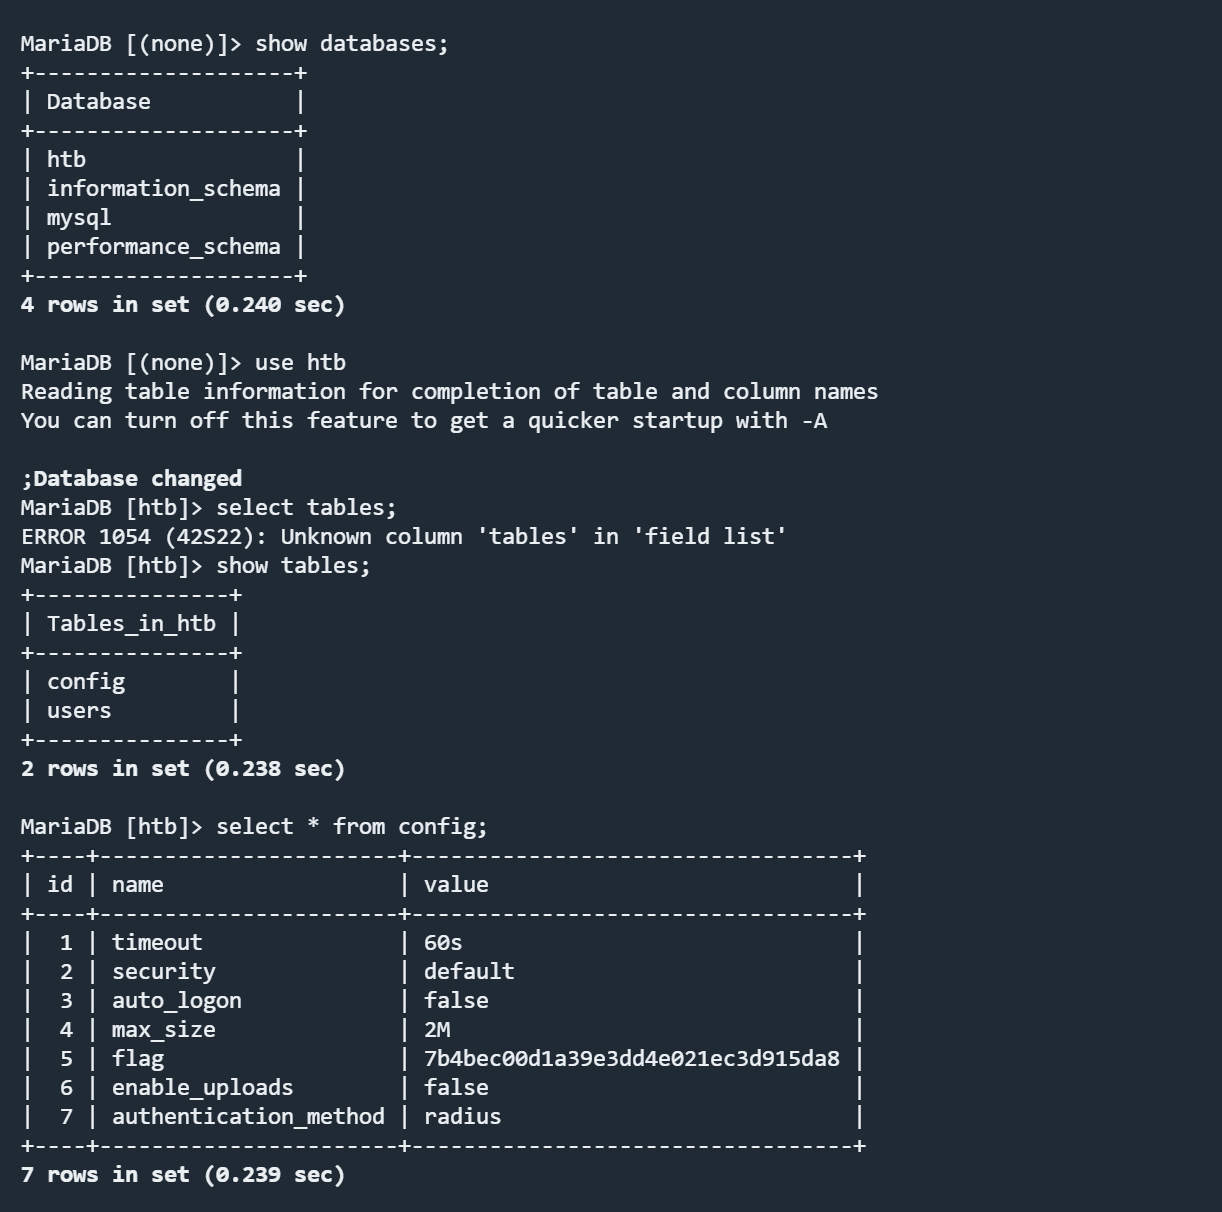 MariaDB [(none)]> show databases;
+--------------------+
| Database           |
+--------------------+
| htb                |
| information_schema |
| mysql              |
| performance_schema |
+--------------------+
4 rows in set (0.240 sec)

MariaDB [(none)]> use htb
Reading table information for completion of table and column names
You can turn off this feature to get a quicker startup with -A

;Database changed
MariaDB [htb]> select tables;
ERROR 1054 (42S22): Unknown column 'tables' in 'field list'
MariaDB [htb]> show tables;
+---------------+
| Tables_in_htb |
+---------------+
| config        |
| users         |
+---------------+
2 rows in set (0.238 sec)

MariaDB [htb]> select * from config;
+----+-----------------------+----------------------------------+
| id | name                  | value                            |
+----+-----------------------+----------------------------------+
|  1 | timeout               | 60s                              |
|  2 | security              | default                          |
|  3 | auto_logon            | false                            |
|  4 | max_size              | 2M                               |
|  5 | flag                  | 7b4bec00d1a39e3dd4e021ec3d915da8 |
|  6 | enable_uploads        | false                            |
|  7 | authentication_method | radius                           |
+----+-----------------------+----------------------------------+
7 rows in set (0.239 sec)